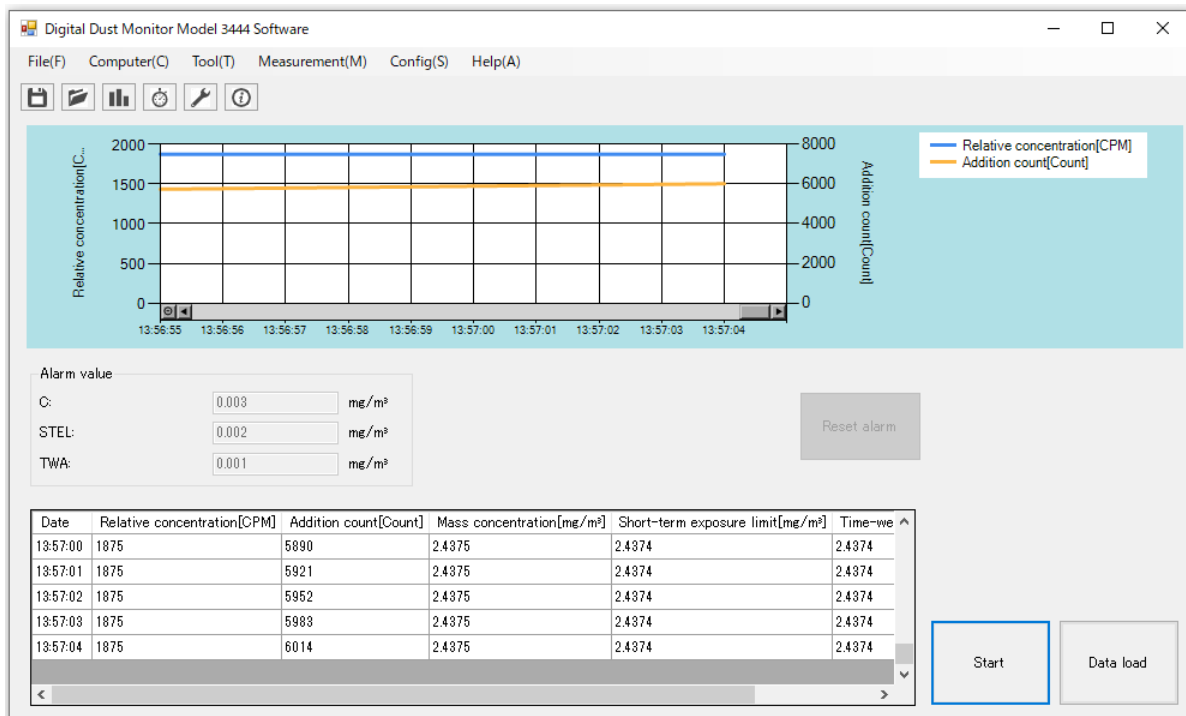 Digital Dust Monitor Model 3444 Software
File(F) Computer(C) Tool(T) Measurement(M) Config(S) Help(A)
Relative concentration[C...
2000
1500
1000
500
0
8000
6000
4000
2000
0
Addition count[Count]
Relative concentration[CPM]
Addition count[Count]
13:56:55 13:56:56 13:56:57 13:56:58 13:56:59 13:57:00 13:57:01 13:57:02 13:57:03 13:57:04
Alarm value
C: 0.003 mg/m³
STEL: 0.002 mg/m³
TWA: 0.001 mg/m³
Reset alarm
Date Relative concentration[CPM] Addition count[Count] Mass concentration[mg/m³] Short-term exposure limit[mg/m³] Time-we
13:57:00 1875 5890 2.4375 2.4374 2.4374
13:57:01 1875 5921 2.4375 2.4374 2.4374
13:57:02 1875 5952 2.4375 2.4374 2.4374
13:57:03 1875 5983 2.4375 2.4374 2.4374
13:57:04 1875 6014 2.4375 2.4374 2.4374
Start
Data load